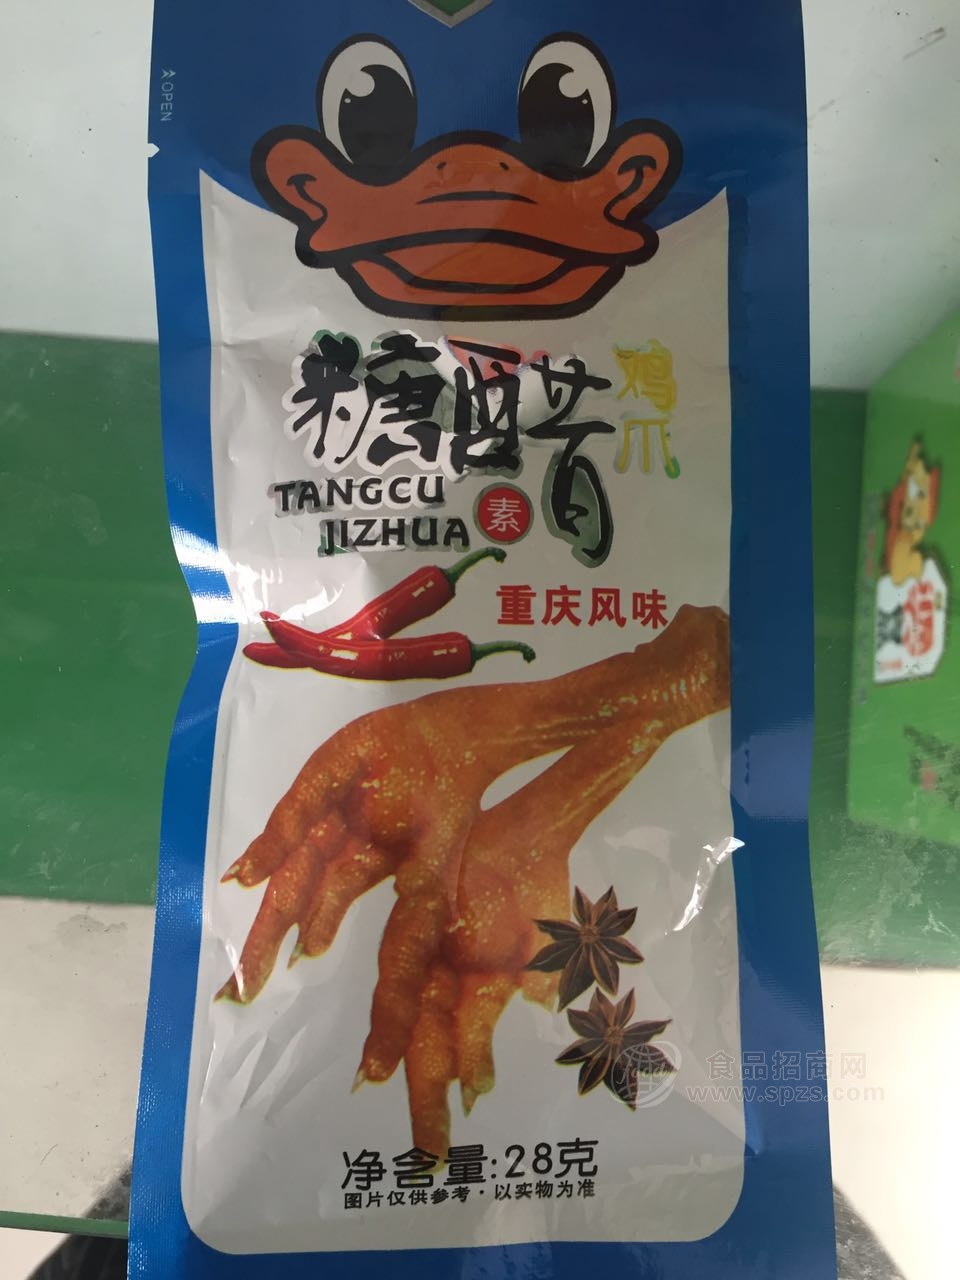 OPEN
糖醋
鸡爪
TANGCU
JIZHUA
素
重庆风味
食品招商网
www.spzs.com
food
净含量:28克
图片仅供参考·以实物为准